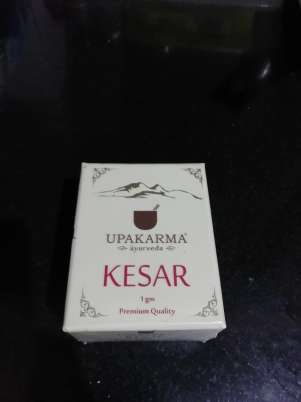 UPAKARMA
ayurveda
KESAR
1 gm
Premium Quality